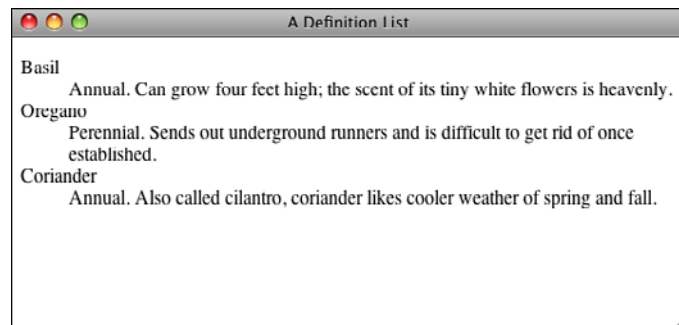 A Definition List
Basil
Annual. Can grow four feet high; the scent of its tiny white flowers is heavenly.
Oregano
Perennial. Sends out underground runners and is difficult to get rid of once
established.
Coriander
Annual. Also called cilantro, coriander likes cooler weather of spring and fall.